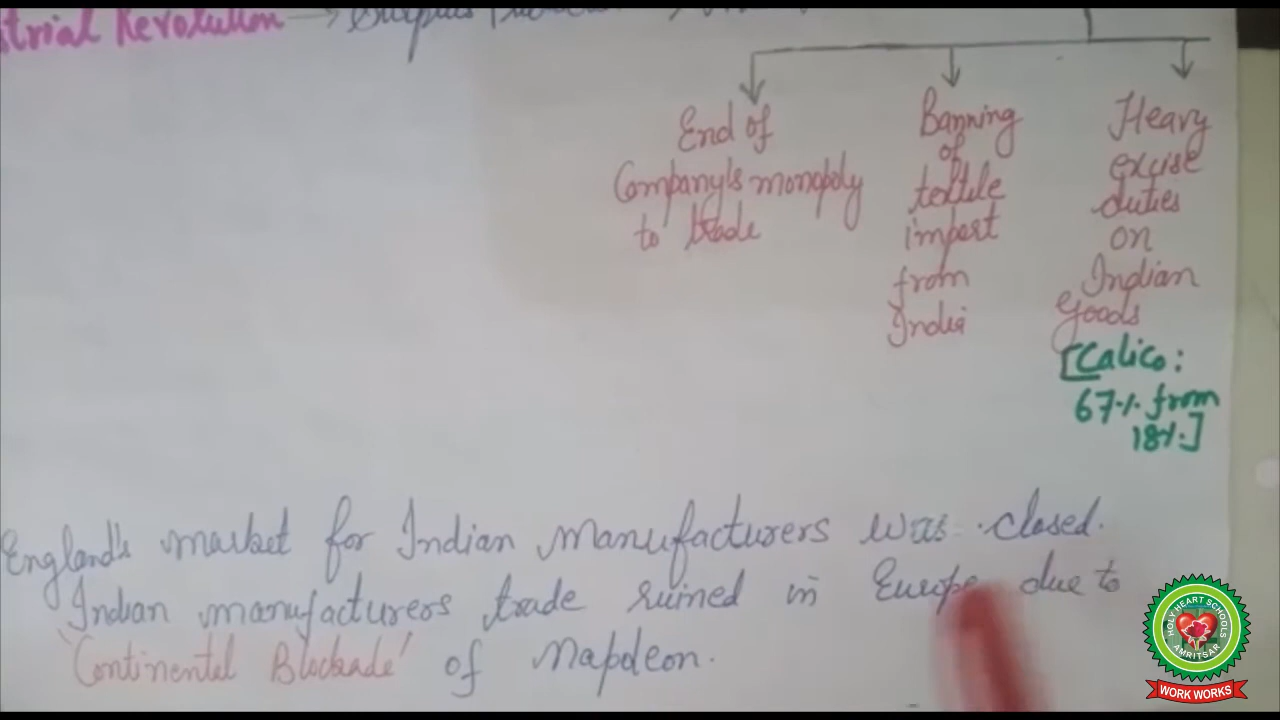 Revolution
End of
Company's monopoly
to trade
Banning
of
textile
import
from
India
Heavy
excise
duties
on
Indian
Goods
[Calico:
67% from
18%.]
England's market for Indian manufacturers was closed.
Indian manufacturers trade ruined in Europe due to
'Continental Blockade' of Napoleon.
HOLY HEART SCHOOLS
AMRITSAR
WORK WORKS